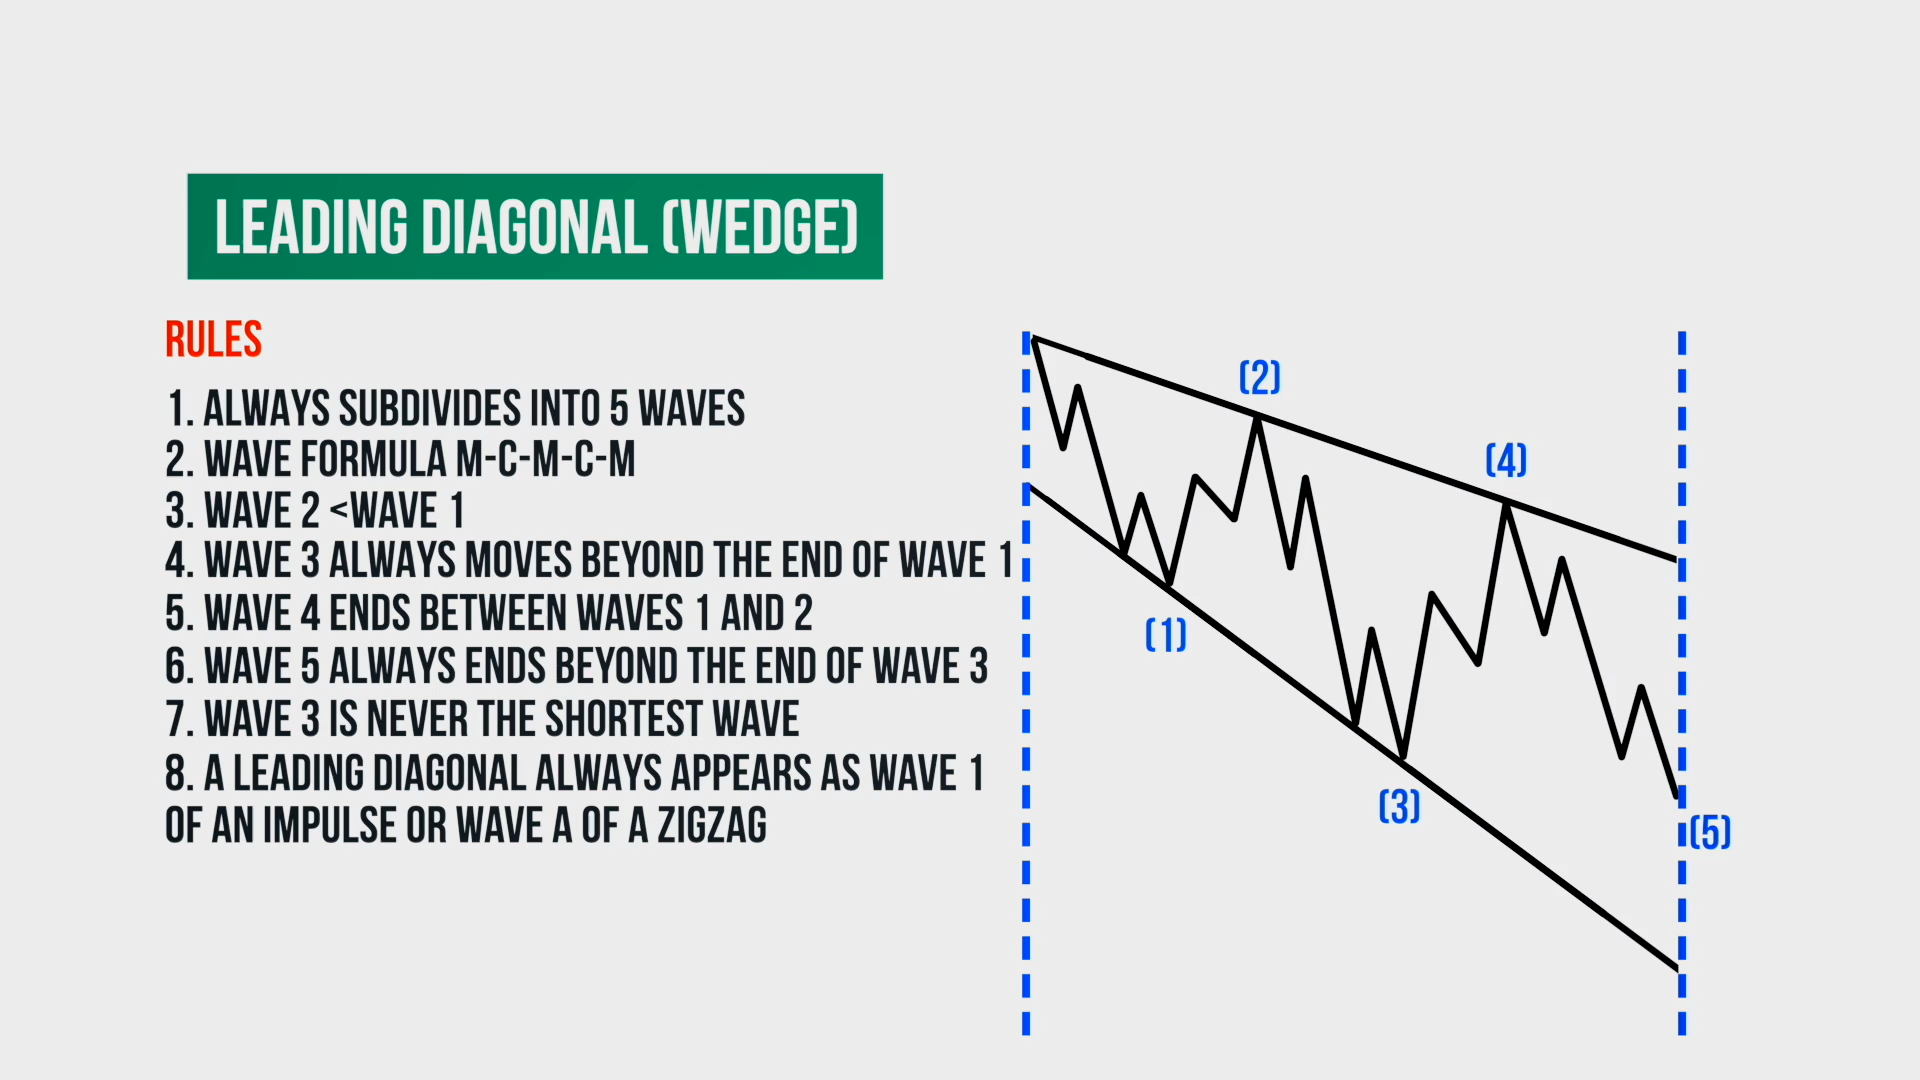 LEADING DIAGONAL (WEDGE)
RULES
1. ALWAYS SUBDIVIDES INTO 5 WAVES
2. WAVE FORMULA M-C-M-C-M
3. WAVE 2 <WAVE 1
4. WAVE 3 ALWAYS MOVES BEYOND THE END OF WAVE 1
5. WAVE 4 ENDS BETWEEN WAVES 1 AND 2
6. WAVE 5 ALWAYS ENDS BEYOND THE END OF WAVE 3
7. WAVE 3 IS NEVER THE SHORTEST WAVE
8. A LEADING DIAGONAL ALWAYS APPEARS AS WAVE 1
OF AN IMPULSE OR WAVE A OF A ZIGZAG
(2)
(4)
(1)
(3)
(5)